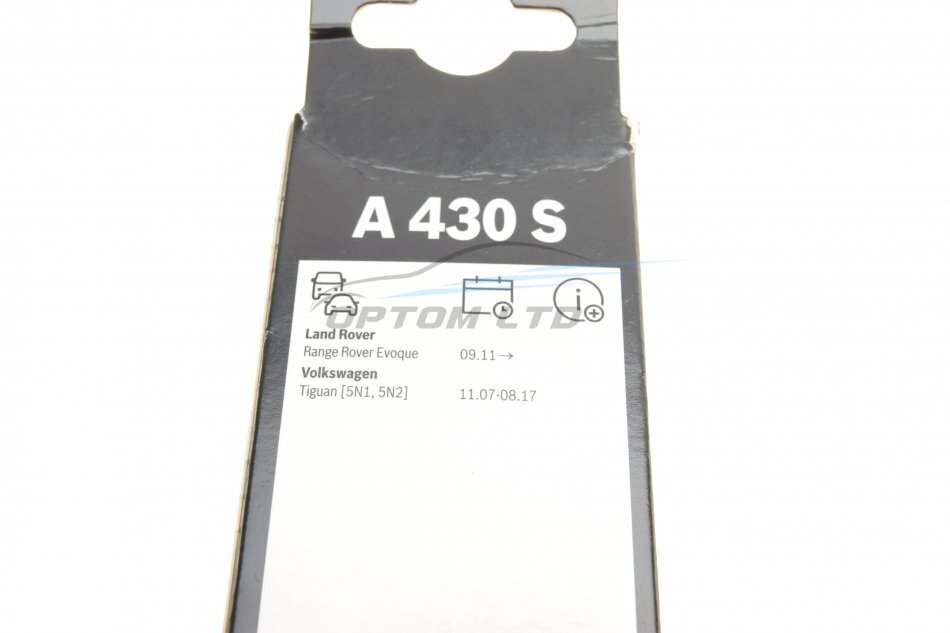 A 430 S
OPTOM LTD
Land Rover
Range Rover Evoque 09.11→
Volkswagen
Tiguan [5N1, 5N2] 11.07-08.17